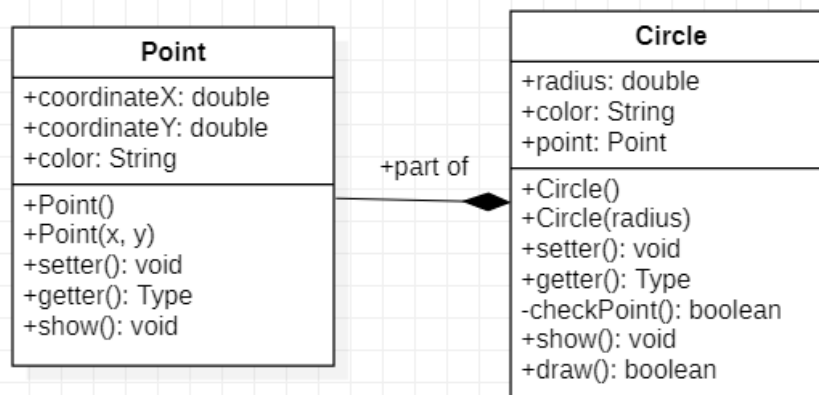 Point
+coordinateX: double
+coordinateY: double
+color: String
+Point()
+Point(x, y)
+setter(): void
+getter(): Type
+show(): void
+part of
Circle
+radius: double
+color: String
+point: Point
+Circle()
+Circle(radius)
+setter(): void
+getter(): Type
-checkPoint(): boolean
+show(): void
+draw(): boolean